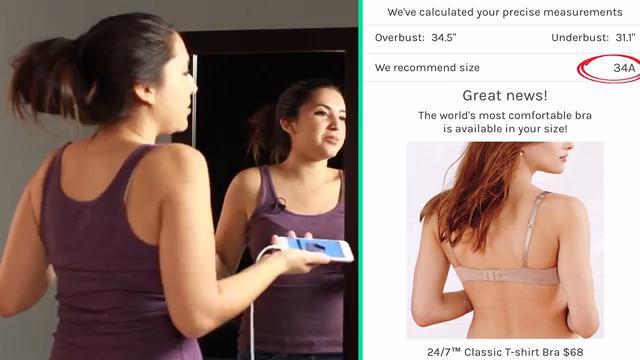 We've calculated your precise measurements
Overbust: 34.5" Underbust: 31.1"
We recommend size 34A
Great news!
The world's most comfortable bra
is available in your size!
24/7™ Classic T-shirt Bra $68